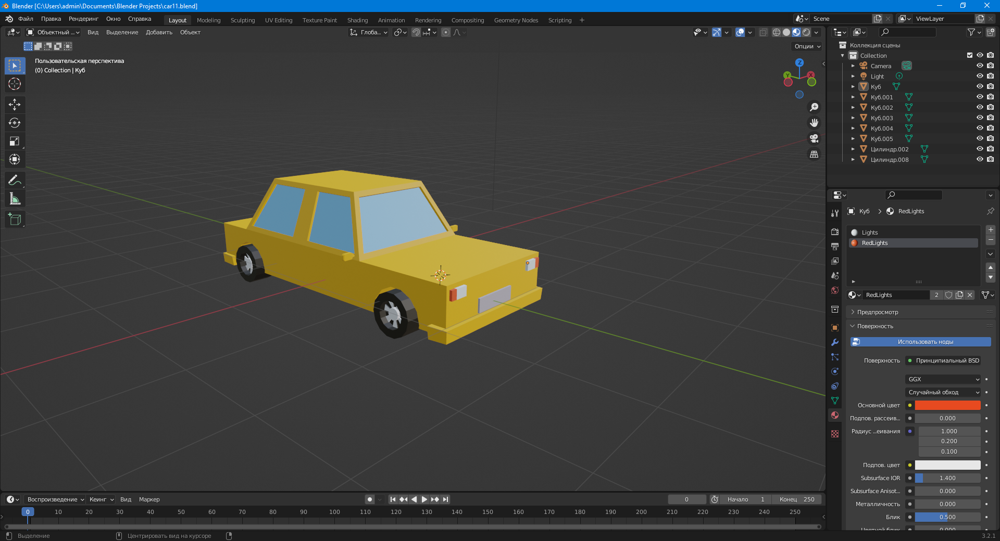 Blender [C:\Users\admin\Documents\Blender Projects\car11.blend]
Файл Правка Рендеринг Окно Справка Layout Modeling Sculpting UV Editing Texture Paint Shading Animation Rendering Compositing Geometry Nodes Scripting + Scene ViewLayer
Объектный ... Вид Выделение Добавить Объект Глоба...
Опции
Пользовательская перспектива
(0) Collection | Куб
Z
Y
X
Коллекция сцены
Collection
Camera
Light
Куб
Куб.001
Куб.002
Куб.003
Куб.004
Куб.005
Цилиндр.002
Цилиндр.008
Куб RedLights
Lights
RedLights
RedLights 2
Предпросмотр
Поверхность
Использовать ноды
Поверхность Принципиальный BSD
GGX
Случайный обход
Основной цвет
Подпов. рассеив... 0.000
Радиус ...еивания 1.000
0.200
0.100
Подпов. цвет
Subsurface IOR 1.400
Subsurface Anisot... 0.000
Металличность 0.000
Блик 0.500
Цветной блик 0.000
Воспроизведение Кеинг Вид Маркер 0 Начало 1 Конец 250
0 10 20 30 40 50 60 70 80 90 100 110 120 130 140 150 160 170 180 190 200 210 220 230 240 250
Выделение Центрировать вид на курсоре 3.2.1